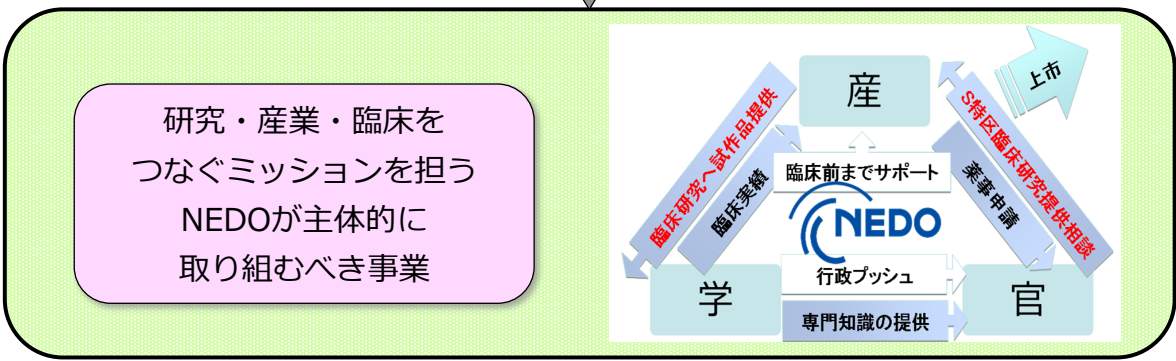 研究・産業・臨床を
つなぐミッションを担う
NEDOが主体的に
取り組むべき事業
上市
産
臨床研究へ試作品提供
臨床実績
臨床前までサポート
S特区臨床研究提供相談
薬事申請
NEDO
行政プッシュ
学
官
専門知識の提供